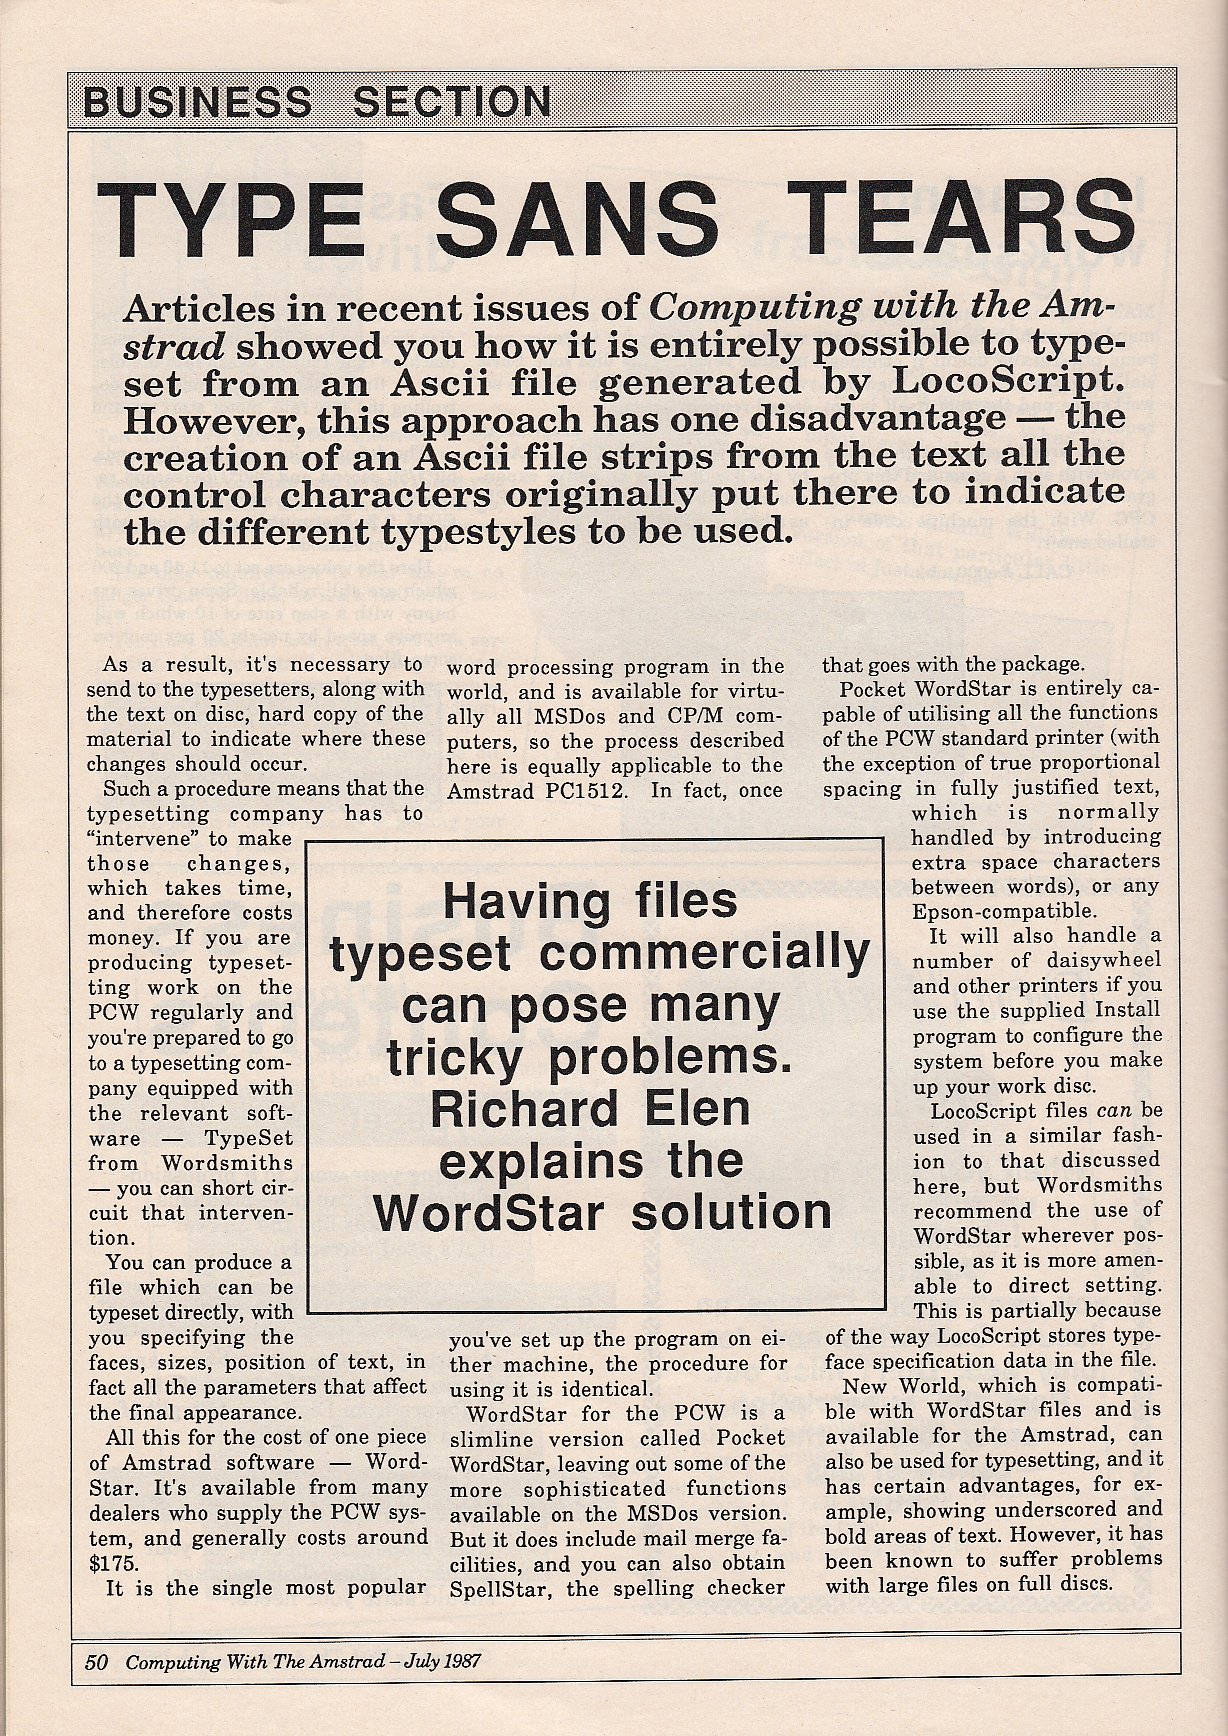 BUSINESS SECTION
TYPE SANS TEARS
Articles in recent issues of Computing with the Am-
strad showed you how it is entirely possible to type-
set from an Ascii file generated by LocoScript.
However, this approach has one disadvantage — the
creation of an Ascii file strips from the text all the
control characters originally put there to indicate
the different typestyles to be used.
As a result, it's necessary to
send to the typesetters, along with
the text on disc, hard copy of the
material to indicate where these
changes should occur.
Such a procedure means that the
typesetting company has to
“intervene” to make
those changes,
which takes time,
and therefore costs
money. If you are
producing typeset-
ting work on the
PCW regularly and
you're prepared to go
to a typesetting com-
pany equipped with
the relevant soft-
ware — TypeSet
from Wordsmiths
— you can short cir-
cuit that interven-
tion.
You can produce a
file which can be
typeset directly, with
you specifying the
faces, sizes, position of text, in
fact all the parameters that affect
the final appearance.
All this for the cost of one piece
of Amstrad software — Word-
Star. It's available from many
dealers who supply the PCW sys-
tem, and generally costs around
$175.
It is the single most popular
word processing program in the
world, and is available for virtu-
ally all MSDos and CP/M com-
puters, so the process described
here is equally applicable to the
Amstrad PC1512. In fact, once
Having files
typeset commercially
can pose many
tricky problems.
Richard Elen
explains the
WordStar solution
you've set up the program on ei-
ther machine, the procedure for
using it is identical.
WordStar for the PCW is a
slimline version called Pocket
WordStar, leaving out some of the
more sophisticated functions
available on the MSDos version.
But it does include mail merge fa-
cilities, and you can also obtain
SpellStar, the spelling checker
that goes with the package.
Pocket WordStar is entirely ca-
pable of utilising all the functions
of the PCW standard printer (with
the exception of true proportional
spacing in fully justified text,
which is normally
handled by introducing
extra space characters
between words), or any
Epson-compatible.
It will also handle a
number of daisywheel
and other printers if you
use the supplied Install
program to configure the
system before you make
up your work disc.
LocoScript files can be
used in a similar fash-
ion to that discussed
here, but Wordsmiths
recommend the use of
WordStar wherever pos-
sible, as it is more amen-
able to direct setting.
This is partially because
of the way LocoScript stores type-
face specification data in the file.
New World, which is compati-
ble with WordStar files and is
available for the Amstrad, can
also be used for typesetting, and it
has certain advantages, for ex-
ample, showing underscored and
bold areas of text. However, it has
been known to suffer problems
with large files on full discs.
50 Computing With The Amstrad – July 1987